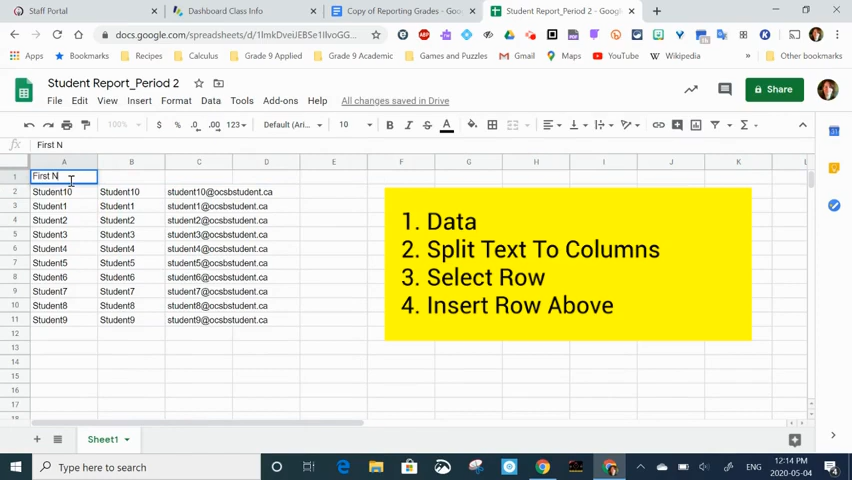 Staff Portal
Dashboard Class Info
Copy of Reporting Grades - Goo
Student Report_Period 2 - Googl
docs.google.com/spreadsheets/d/1lmkDveiJEBSe1IlvoGG...
Apps
Calculus
Grade 9 Applied
Grade 9 Academic
Games and Puzzles
Gmail
Maps
YouTube
Wikipedia
Other bookmarks
Student Report_Period 2
File Edit View Insert Format Data Tools Add-ons Help All changes saved in Drive
Share
100% $ % .0 .00 123 Default (Ari... 10 B I S A
fx First N
A B C D E F G H I J K L
1 First N
2 Student10 Student10 student10@ocsbstudent.ca
3 Student1 Student1 student1@ocsbstudent.ca
4 Student2 Student2 student2@ocsbstudent.ca
5 Student3 Student3 student3@ocsbstudent.ca
6 Student4 Student4 student4@ocsbstudent.ca
7 Student5 Student5 student5@ocsbstudent.ca
8 Student6 Student6 student6@ocsbstudent.ca
9 Student7 Student7 student7@ocsbstudent.ca
10 Student8 Student8 student8@ocsbstudent.ca
11 Student9 Student9 student9@ocsbstudent.ca
12
13
14
15
16
17
18
1. Data
2. Split Text To Columns
3. Select Row
4. Insert Row Above
Sheet1
Type here to search
ENG
12:14 PM
2020-05-04
4